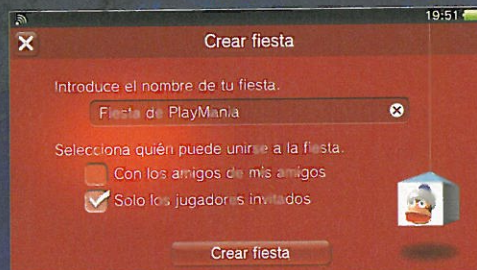 19:51
Crear fiesta
Introduce el nombre de tu fiesta.
Fiesta de PlayMania
Selecciona quién puede unirse a la fiesta.
Con los amigos de mis amigos
Solo los jugadores invitados
Crear fiesta